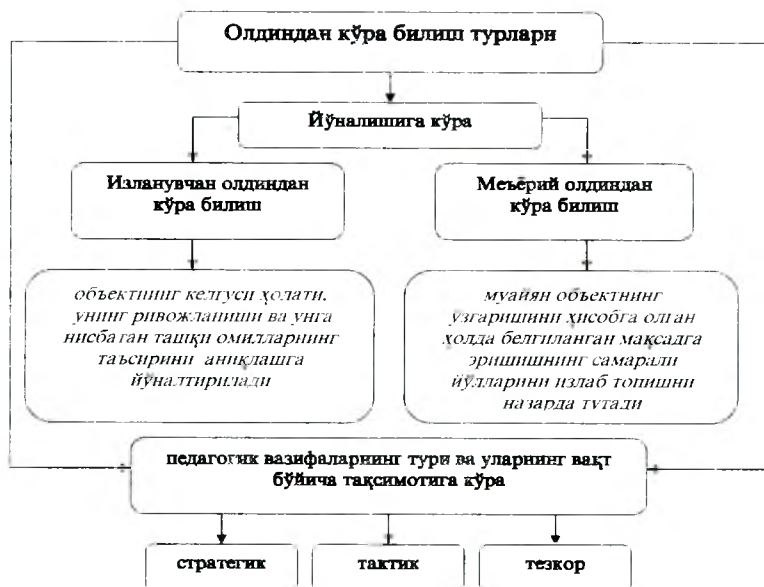 Олдиндан кўра билиш турлари
Йўналишига кўра
Изланувчан олдиндан
кўра билиш
Меъёрий олдиндан
кўра билиш
объектнинг келгуси ҳолати,
унинг ривожланиши ва унга
нисбатан ташқи омилларнинг
таъсирини аниқлашга
йўналтирилади
муайян объектнинг
узгаришини ҳисобга олган
ҳолда белгиланган мақсадга
эришишнинг самарали
йўлларини излаб топишни
назарда тутади
педагогик вазифаларнинг тури ва уларнинг вақт
бўйича тақсимотига кўра
стратегик
тактик
тезкор